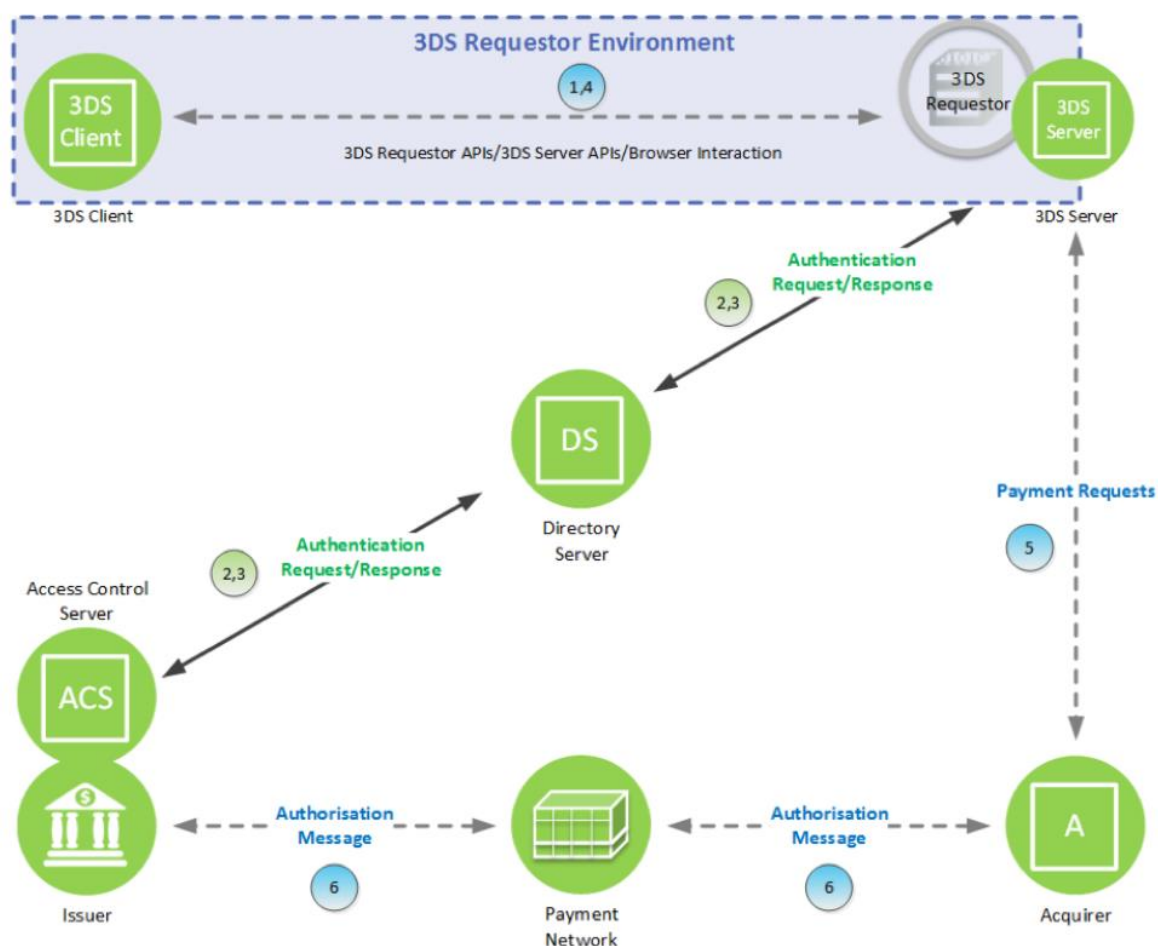 3DS Requestor Environment
3DS
Client
1,4
3DS
Requestor
3DS
Server
3DS Requestor APIs/3DS Server APIs/Browser Interaction
3DS Client
3DS Server
Authentication
Request/Response
2,3
DS
Directory
Server
Payment Requests
5
Authentication
Request/Response
2,3
Access Control
Server
ACS
Authorisation
Message
6
Authorisation
Message
6
A
Issuer
Payment
Network
Acquirer